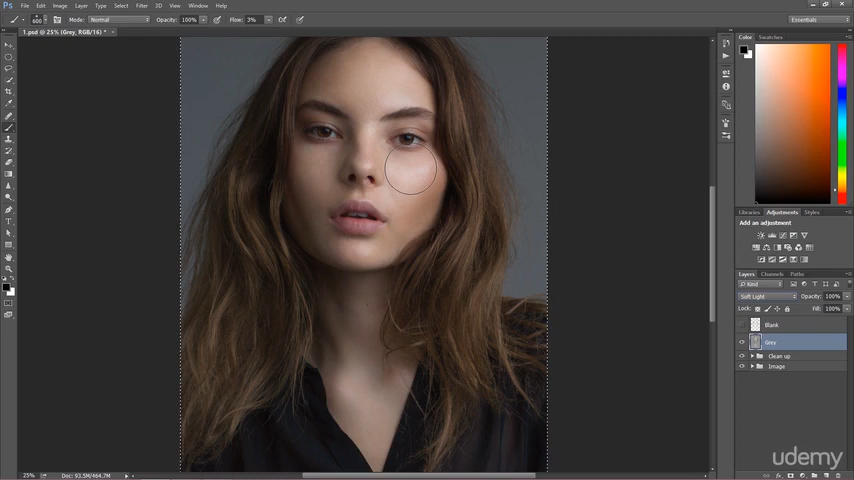 Ps File Edit Image Layer Type Select Filter 3D View Window Help
600 Mode: Normal Opacity: 100% Flow: 3% Essentials
1.psd @ 25% (Grey, RGB/16) * ×
Color Swatches
Libraries Adjustments Styles
Add an adjustment
Layers Channels Paths
Kind
Soft Light Opacity: 100%
Lock: Fill: 100%
Blank
Grey
Clean up
Image
udemy
25% Doc: 93.5M/464.7M
fx